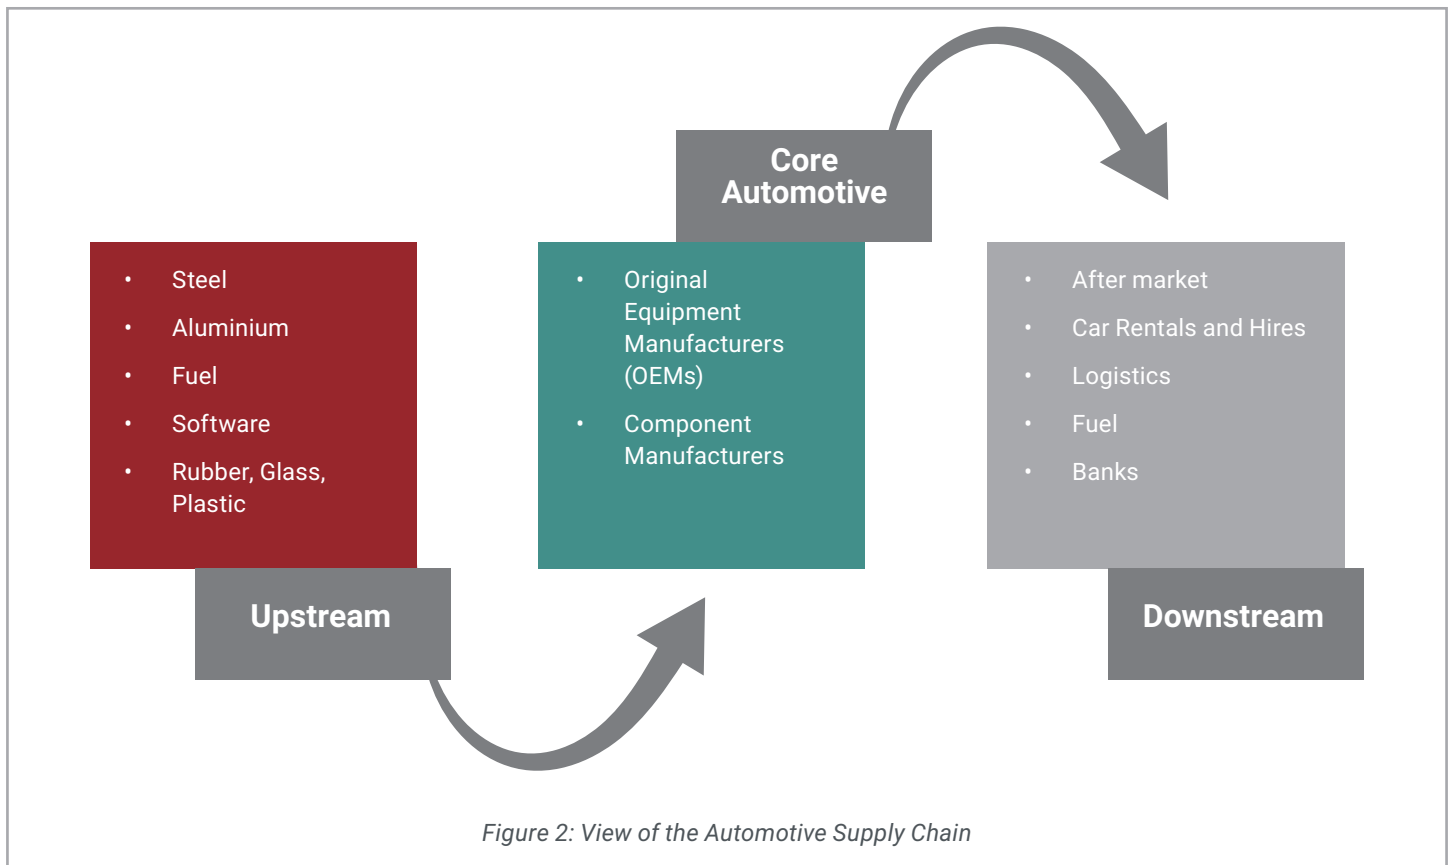 Core
Automotive
• Steel
• Aluminium
• Fuel
• Software
• Rubber, Glass,
Plastic
Upstream
• Original
Equipment
Manufacturers
(OEMs)
• Component
Manufacturers
• After market
• Car Rentals and Hires
• Logistics
• Fuel
• Banks
Downstream
Figure 2: View of the Automotive Supply Chain